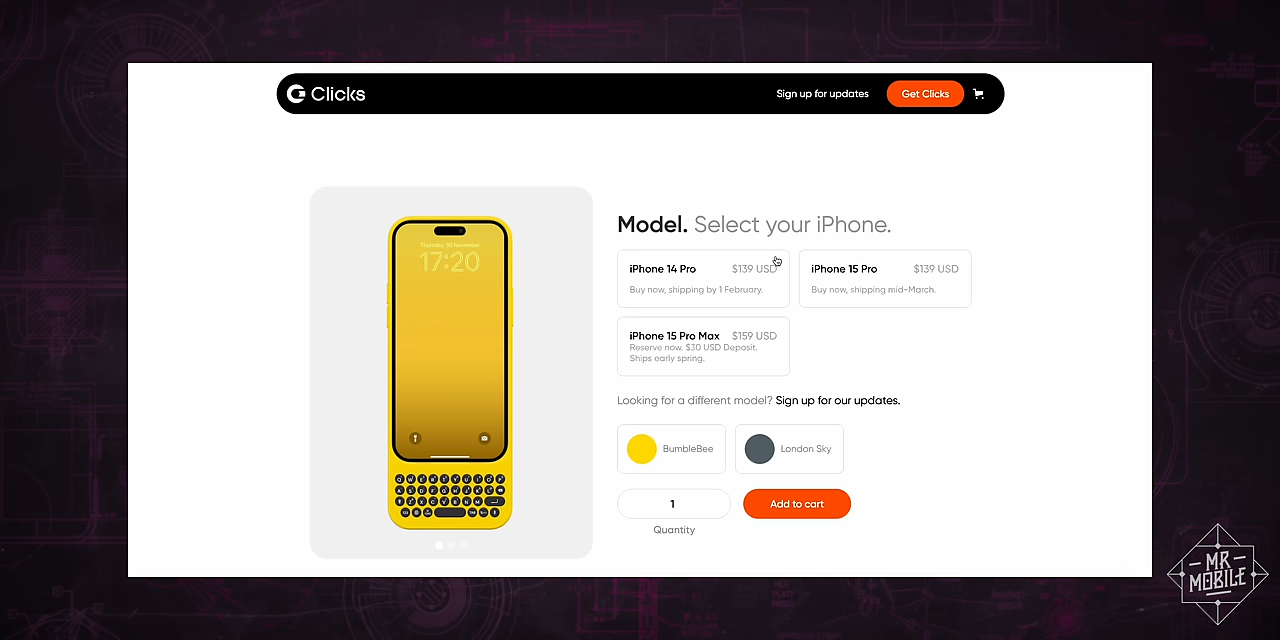 Clicks
Sign up for updates
Get Clicks
Thursday, 30 November
17:20
Model. Select your iPhone.
iPhone 14 Pro $139 USD
Buy now, shipping by 1 February.
iPhone 15 Pro $139 USD
Buy now, shipping mid-March.
iPhone 15 Pro Max $159 USD
Reserve now. $30 USD Deposit.
Ships early spring.
Looking for a different model? Sign up for our updates.
BumbleBee
London Sky
1
Add to cart
Quantity
MR
MOBILE